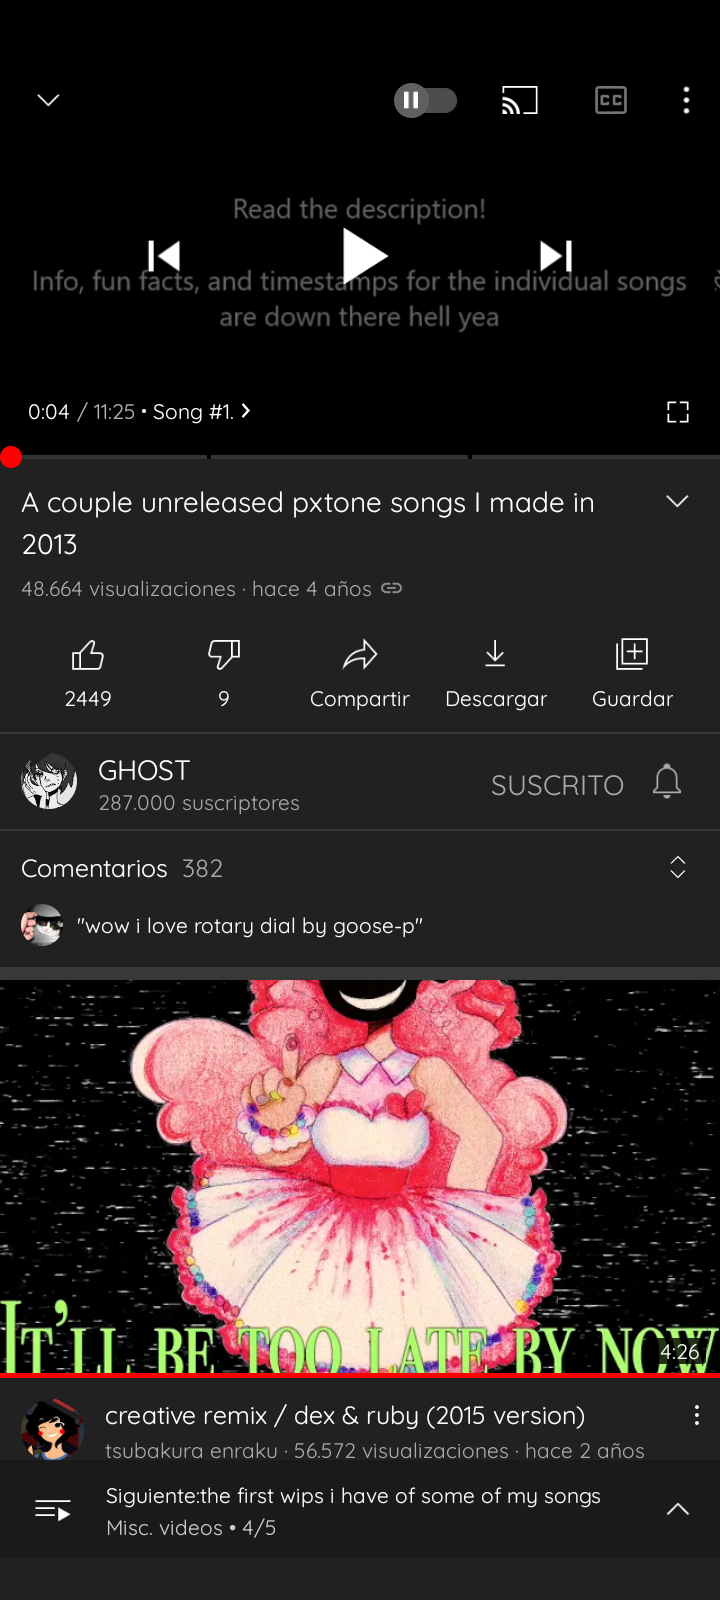 CC
Read the description!
Info, fun facts, and timestamps for the individual songs
are down there hell yea
0:04 / 11:25 • Song #1.
A couple unreleased pxtone songs I made in
2013
48.664 visualizaciones · hace 4 años
2449
9
Compartir
Descargar
Guardar
GHOST
287.000 suscriptores
SUSCRITO
Comentarios 382
"wow i love rotary dial by goose-p"
IT'LL BE TOO LATE BY NOW
4:26
creative remix / dex & ruby (2015 version)
tsubakura enraku · 56.572 visualizaciones · hace 2 años
Siguiente:the first wips i have of some of my songs
Misc. videos • 4/5